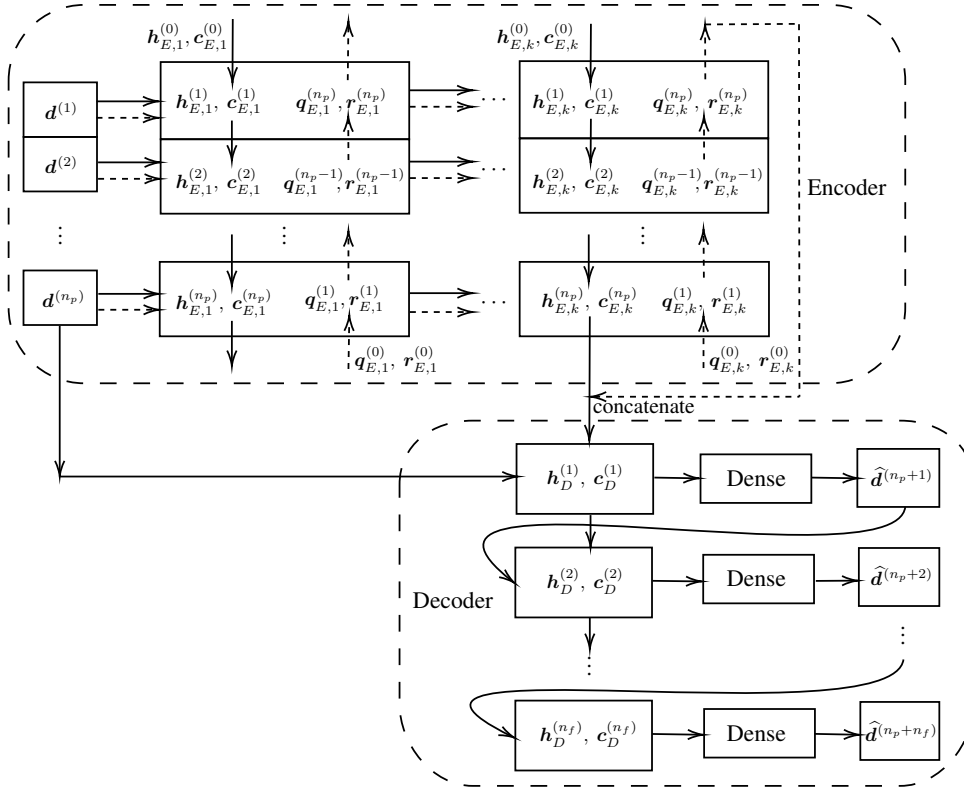 h_{E,1}^{(0)}, c_{E,1}^{(0)} h_{E,k}^{(0)}, c_{E,k}^{(0)}
d^{(1)} h_{E,1}^{(1)}, c_{E,1}^{(1)} q_{E,1}^{(n_p)}, r_{E,1}^{(n_p)} ... h_{E,k}^{(1)}, c_{E,k}^{(1)} q_{E,k}^{(n_p)}, r_{E,k}^{(n_p)}
d^{(2)} h_{E,1}^{(2)}, c_{E,1}^{(2)} q_{E,1}^{(n_p-1)}, r_{E,1}^{(n_p-1)} ... h_{E,k}^{(2)}, c_{E,k}^{(2)} q_{E,k}^{(n_p-1)}, r_{E,k}^{(n_p-1)}
Encoder
⋮ ⋮ ⋮
d^{(n_p)} h_{E,1}^{(n_p)}, c_{E,1}^{(n_p)} q_{E,1}^{(1)}, r_{E,1}^{(1)} ... h_{E,k}^{(n_p)}, c_{E,k}^{(n_p)} q_{E,k}^{(1)}, r_{E,k}^{(1)}
q_{E,1}^{(0)}, r_{E,1}^{(0)} q_{E,k}^{(0)}, r_{E,k}^{(0)}
concatenate
h_D^{(1)}, c_D^{(1)} Dense \widehat{d}^{(n_p+1)}
h_D^{(2)}, c_D^{(2)} Dense \widehat{d}^{(n_p+2)}
Decoder
⋮ ⋮
h_D^{(n_f)}, c_D^{(n_f)} Dense \widehat{d}^{(n_p+n_f)}